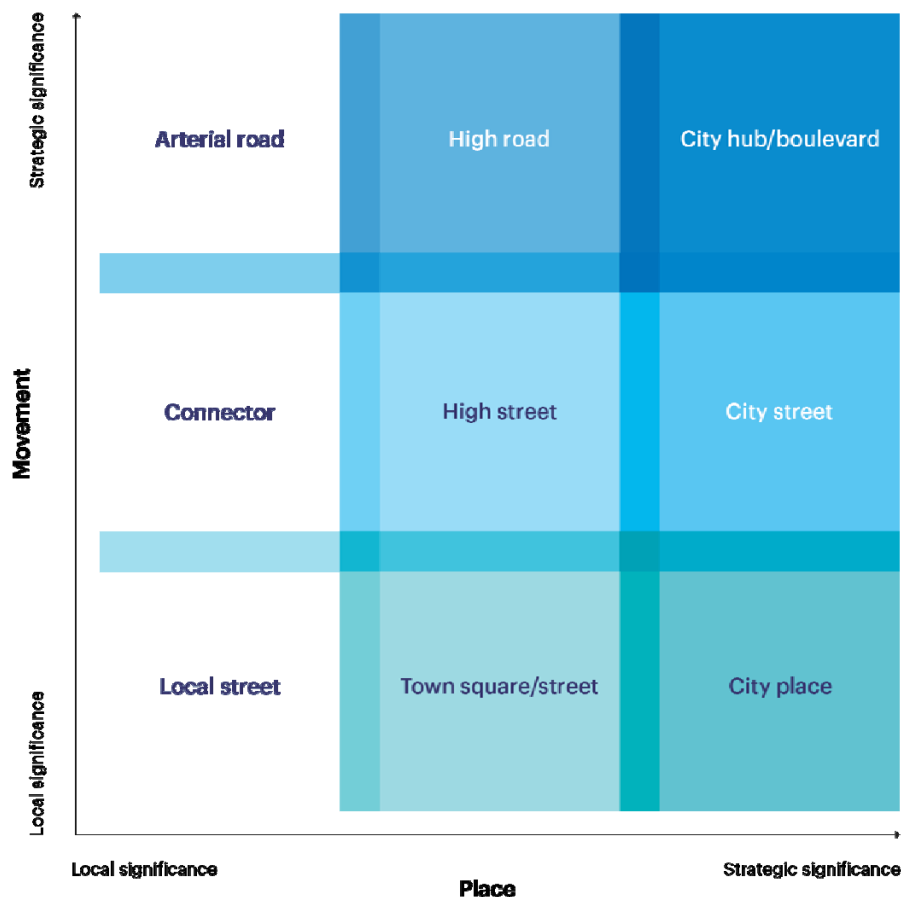 Strategic significance
Arterial road
High road
City hub/boulevard
Movement
Connector
High street
City street
Local significance
Local street
Town square/street
City place
Local significance
Strategic significance
Place